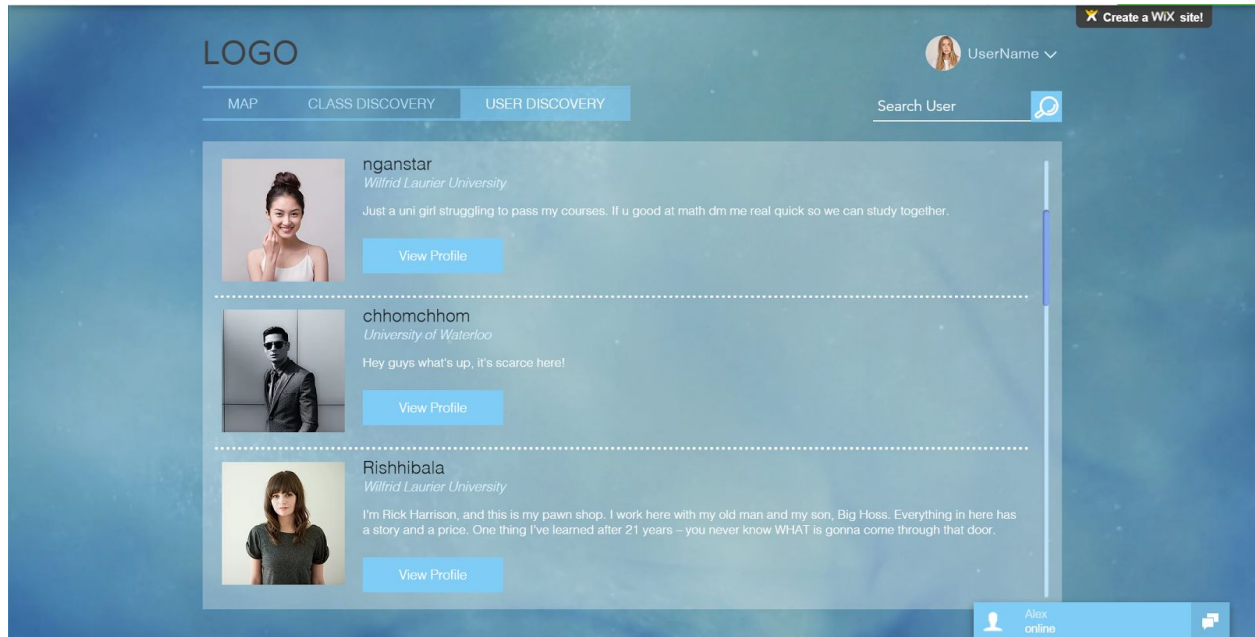 Create a WiX site!
LOGO
UserName
MAP CLASS DISCOVERY USER DISCOVERY
Search User
nganstar
Wilfrid Laurier University
Just a uni girl struggling to pass my courses. If u good at math dm me real quick so we can study together.
View Profile
chhomchhom
University of Waterloo
Hey guys what's up, it's scarce here!
View Profile
Rishhibala
Wilfrid Laurier University
I'm Rick Harrison, and this is my pawn shop. I work here with my old man and my son, Big Hoss. Everything in here has
a story and a price. One thing I've learned after 21 years – you never know WHAT is gonna come through that door.
View Profile
Alex
online